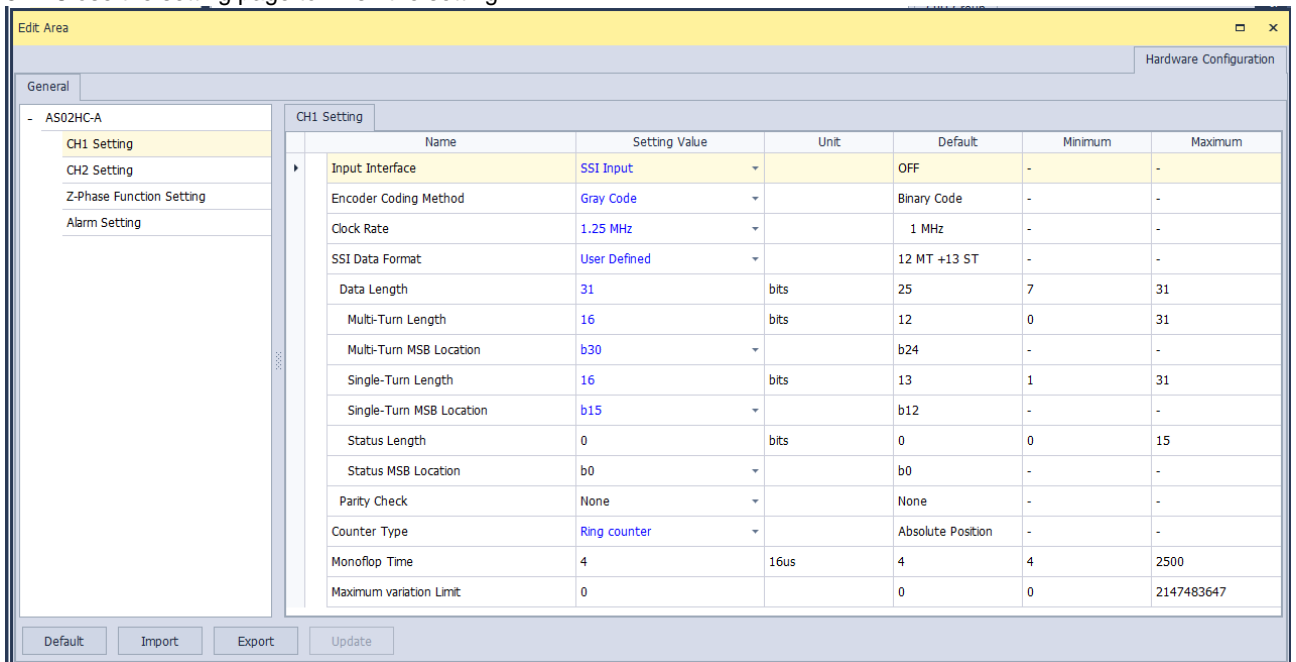 Edit Area
Hardware Configuration
General
- AS02HC-A
CH1 Setting
CH2 Setting
Z-Phase Function Setting
Alarm Setting
CH1 Setting
Name Setting Value Unit Default Minimum Maximum
Input Interface SSI Input OFF - -
Encoder Coding Method Gray Code Binary Code - -
Clock Rate 1.25 MHz 1 MHz - -
SSI Data Format User Defined 12 MT +13 ST - -
Data Length 31 bits 25 7 31
Multi-Turn Length 16 bits 12 0 31
Multi-Turn MSB Location b30 b24 - -
Single-Turn Length 16 bits 13 1 31
Single-Turn MSB Location b15 b12 - -
Status Length 0 bits 0 0 15
Status MSB Location b0 b0 - -
Parity Check None None - -
Counter Type Ring counter Absolute Position - -
Monoflop Time 4 16us 4 4 2500
Maximum variation Limit 0 0 0 2147483647
Default Import Export Update